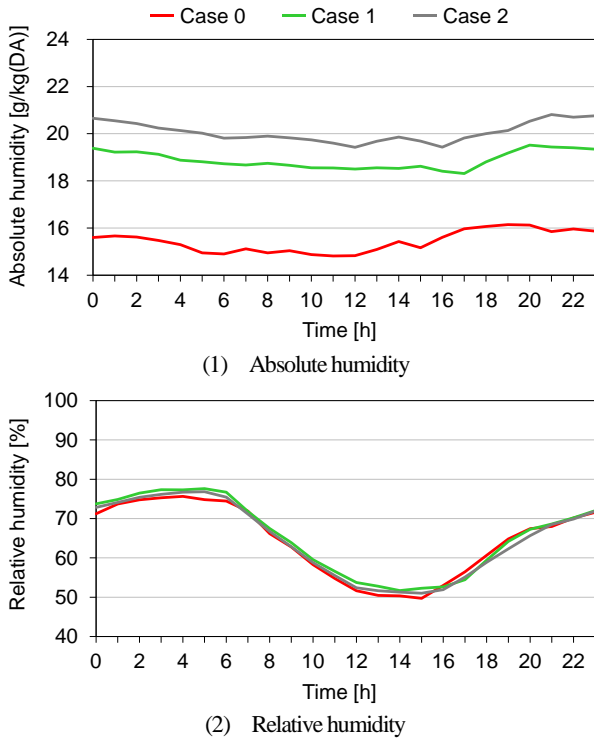 Case 0 Case 1 Case 2
24
22
20
18
16
14
Absolute humidity [g/kg(DA)]
0 2 4 6 8 10 12 14 16 18 20 22
Time [h]
(1) Absolute humidity
100
90
80
70
60
50
40
Relative humidity [%]
0 2 4 6 8 10 12 14 16 18 20 22
Time [h]
(2) Relative humidity